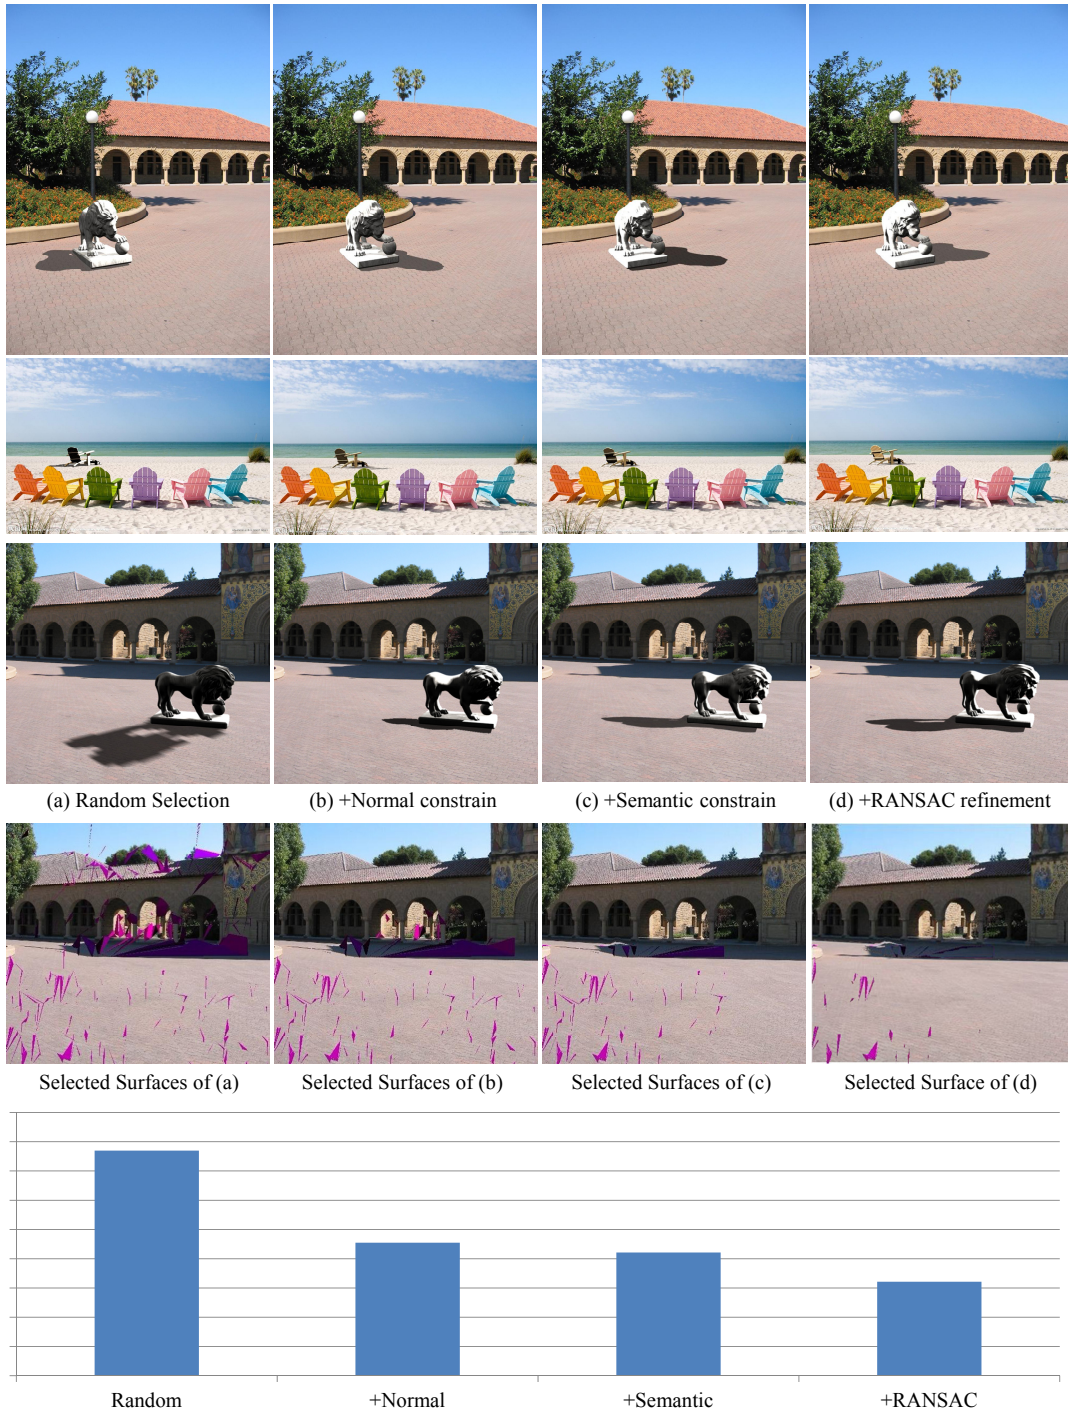 (a) Random Selection
(b) +Normal constrain
(c) +Semantic constrain
(d) +RANSAC refinement
Selected Surfaces of (a)
Selected Surfaces of (b)
Selected Surfaces of (c)
Selected Surface of (d)
Random
+Normal
+Semantic
+RANSAC